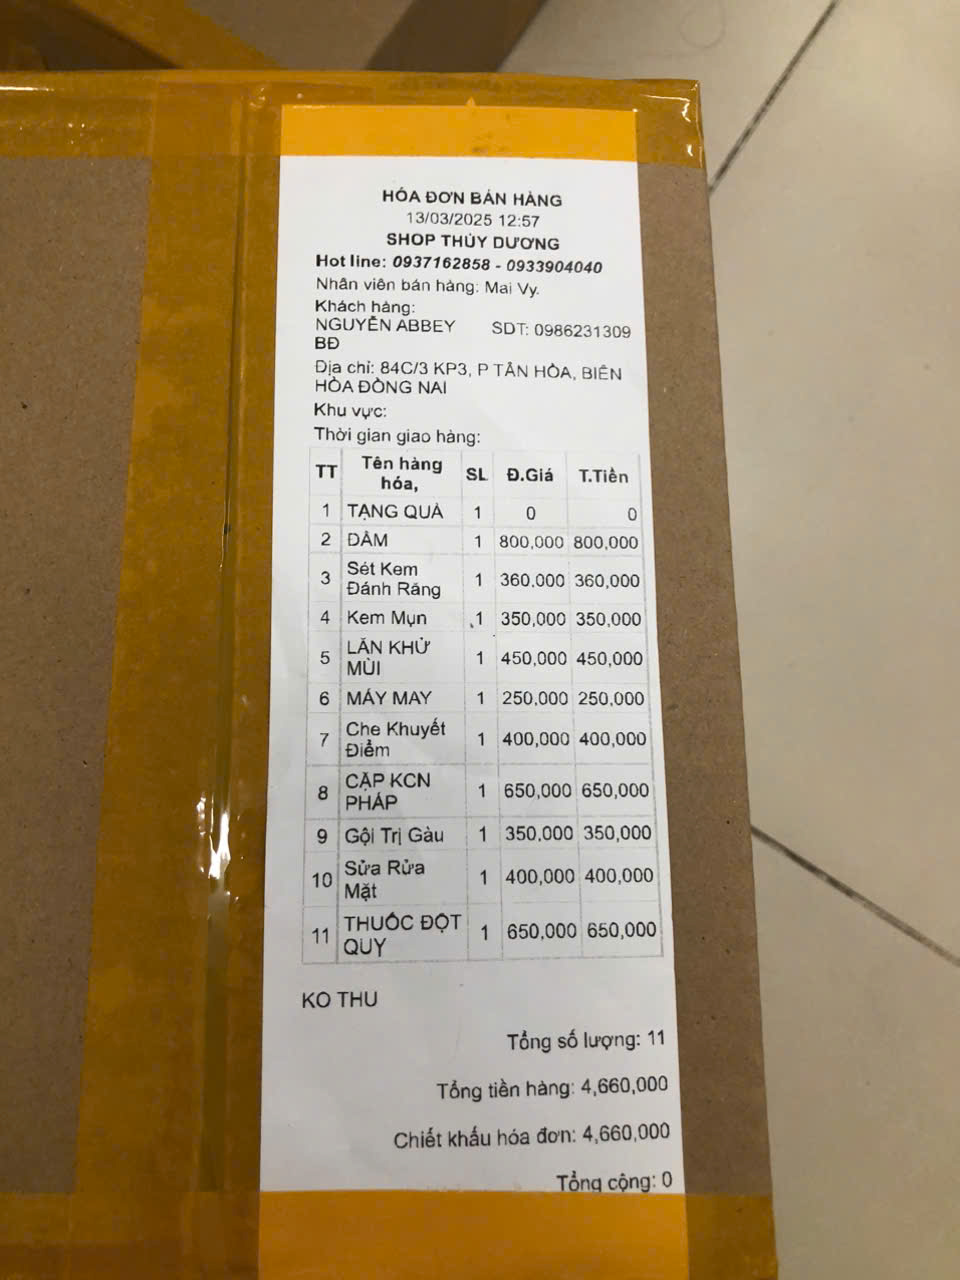 HÓA ĐƠN BÁN HÀNG
13/03/2025 12:57
SHOP THÙY DƯƠNG
Hot line: 0937162858 - 0933904040
Nhân viên bán hàng: Mai Vy.
Khách hàng:
NGUYỄN ABBEY SDT: 0986231309
BĐ
Địa chỉ: 84C/3 KP3, P TÂN HÒA, BIÊN
HÒA ĐỒNG NAI
Khu vực:
Thời gian giao hàng:
TT Tên hàng hóa, SL Đ.Giá T.Tiền
1 TẶNG QUÀ 1 0 0
2 ĐẦM 1 800,000 800,000
3 Sét Kem Đánh Răng 1 360,000 360,000
4 Kem Mụn 1 350,000 350,000
5 LĂN KHỬ MÙI 1 450,000 450,000
6 MÁY MAY 1 250,000 250,000
7 Che Khuyết Điểm 1 400,000 400,000
8 CẶP KCN PHÁP 1 650,000 650,000
9 Gội Trị Gàu 1 350,000 350,000
10 Sửa Rửa Mặt 1 400,000 400,000
11 THUỐC ĐỘT QUỴ 1 650,000 650,000
KO THU
Tổng số lượng: 11
Tổng tiền hàng: 4,660,000
Chiết khấu hóa đơn: 4,660,000
Tổng cộng: 0